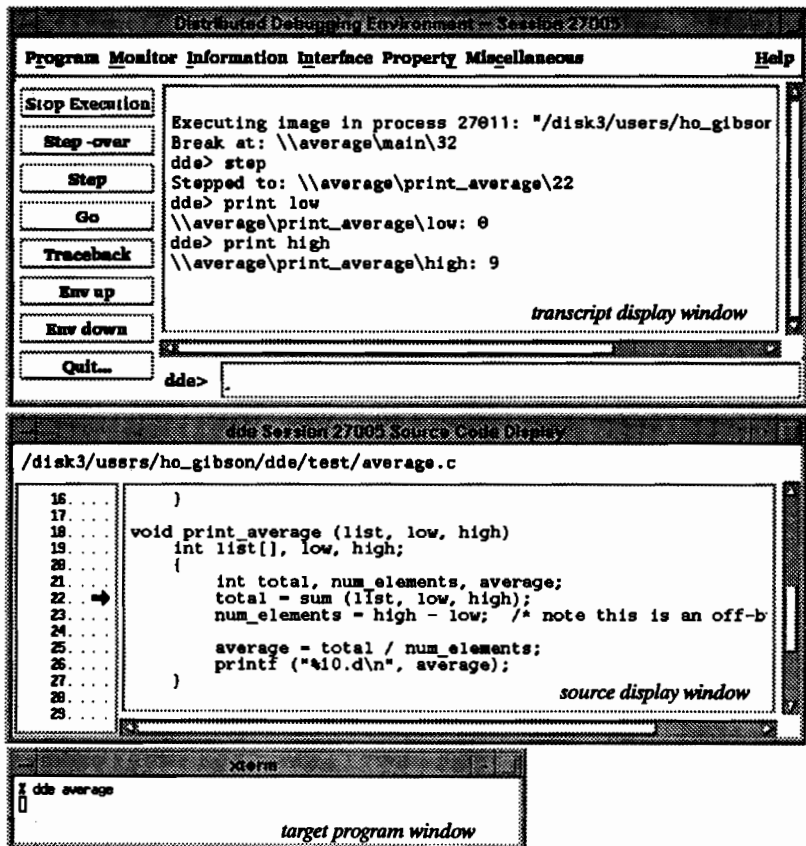 Distributed Debugging Environment -- Session 27005
Program Monitor Information Interface Property Miscellaneous Help
Stop Execution
Step-over
Step
Go
Traceback
Env up
Env down
Quit...
Executing image in process 27011: "/disk3/users/ho_gibson
Break at: \\average\main\32
dde> step
Stepped to: \\average\print_average\22
dde> print low
\\average\print_average\low: 0
dde> print high
\\average\print_average\high: 9
transcript display window
dde>
dde Session 27005 Source Code Display
/disk3/users/ho_gibson/dde/test/average.c
16.... }
17....
18.... void print_average (list, low, high)
19.... int list[], low, high;
20.... {
21.... int total, num_elements, average;
22.. total = sum (list, low, high);
23.... num_elements = high - low; /* note this is an off-b
24....
25.... average = total / num_elements;
26.... printf ("%10.d\n", average);
27.... }
28....
29....
source display window
xterm
% dde average
target program window